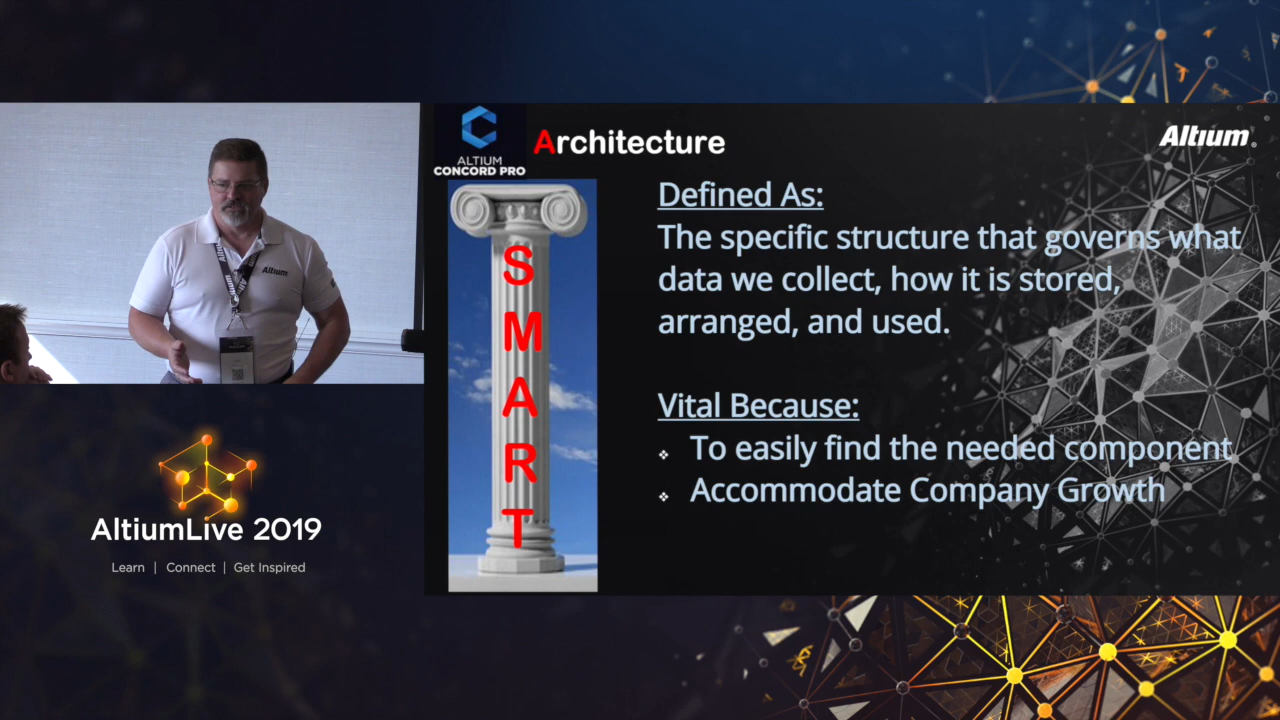 ALTIUM
CONCORD PRO
Architecture
Altium®
Defined As:
The specific structure that governs what
data we collect, how it is stored,
arranged, and used.
Vital Because:
❖ To easily find the needed component
❖ Accommodate Company Growth
S
M
A
R
T
Altium
AltiumLive 2019
Learn | Connect | Get Inspired